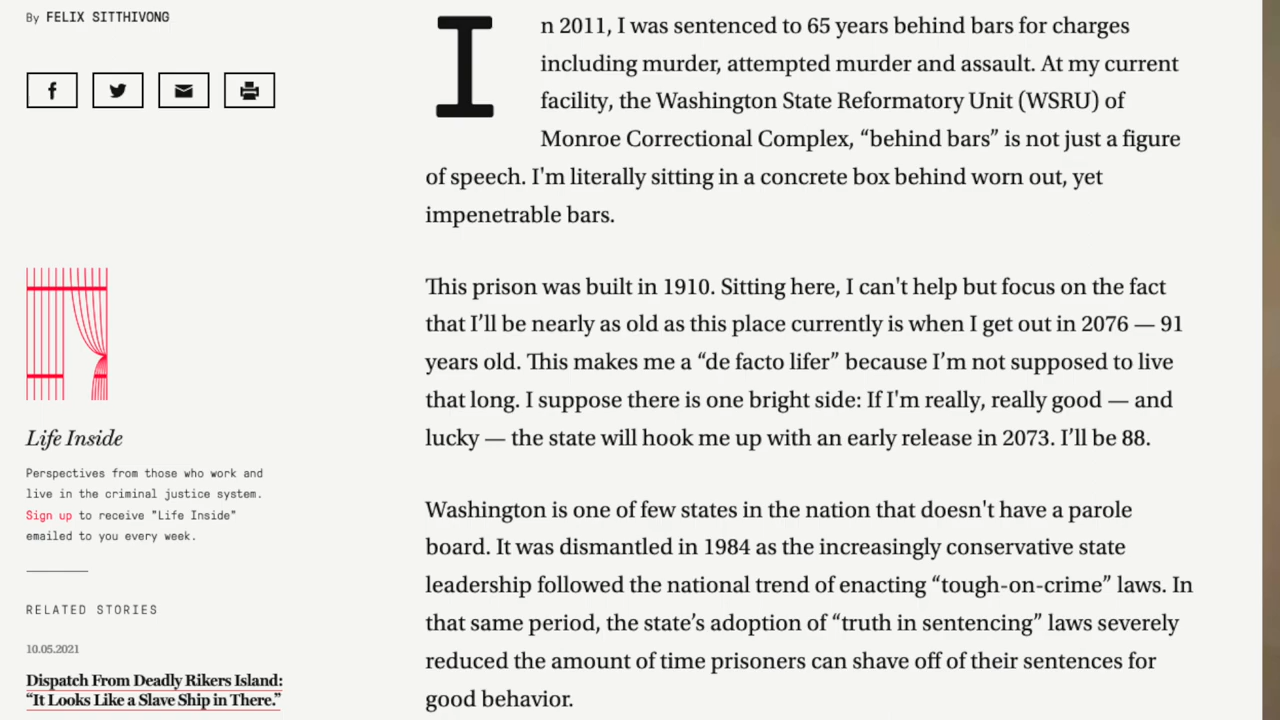 By FELIX SITTHIVONG
In 2011, I was sentenced to 65 years behind bars for charges
including murder, attempted murder and assault. At my current
facility, the Washington State Reformatory Unit (WSRU) of
Monroe Correctional Complex, “behind bars” is not just a figure
of speech. I'm literally sitting in a concrete box behind worn out, yet
impenetrable bars.
This prison was built in 1910. Sitting here, I can't help but focus on the fact
that I’ll be nearly as old as this place currently is when I get out in 2076 — 91
years old. This makes me a “de facto lifer” because I’m not supposed to live
that long. I suppose there is one bright side: If I'm really, really good — and
lucky — the state will hook me up with an early release in 2073. I’ll be 88.
Washington is one of few states in the nation that doesn't have a parole
board. It was dismantled in 1984 as the increasingly conservative state
leadership followed the national trend of enacting “tough-on-crime” laws. In
that same period, the state’s adoption of “truth in sentencing” laws severely
reduced the amount of time prisoners can shave off of their sentences for
good behavior.
Life Inside
Perspectives from those who work and
live in the criminal justice system.
Sign up to receive "Life Inside"
emailed to you every week.
RELATED STORIES
10.05.2021
Dispatch From Deadly Rikers Island:
“It Looks Like a Slave Ship in There.”